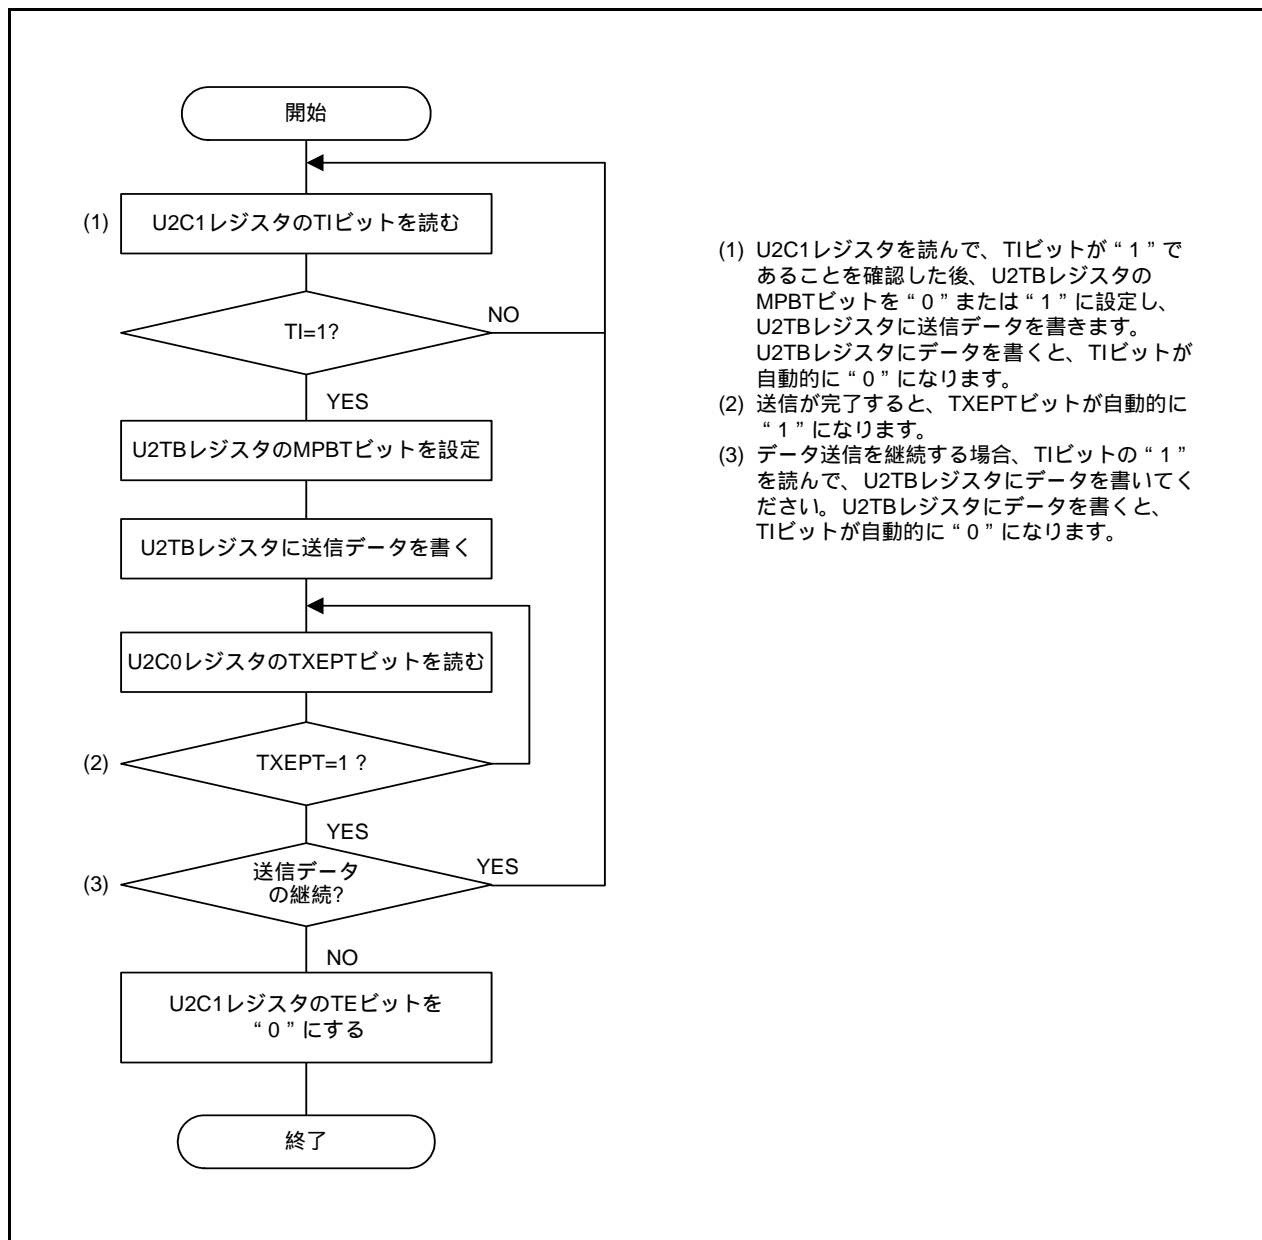 開始
(1)
U2C1レジスタのTIビットを読む
TI=1?
NO
YES
U2TBレジスタのMPBTビットを設定
U2TBレジスタに送信データを書く
U2C0レジスタのTXEPTビットを読む
(2)
TXEPT=1 ?
YES
(3)
送信データ
の継続?
YES
NO
U2C1レジスタのTEビットを
“ 0 ” にする
終了
(1) U2C1レジスタを読んで、TIビットが “ 1 ” で
あることを確認した後、U2TBレジスタの
MPBTビットを “ 0 ” または “ 1 ” に設定し、
U2TBレジスタに送信データを書きます。
U2TBレジスタにデータを書くと、TIビットが
自動的に “ 0 ” になります。
(2) 送信が完了すると、TXEPTビットが自動的に
“ 1 ” になります。
(3) データ送信を継続する場合、TIビットの “ 1 ”
を読んで、U2TBレジスタにデータを書いてく
ださい。U2TBレジスタにデータを書くと、
TIビットが自動的に “ 0 ” になります。